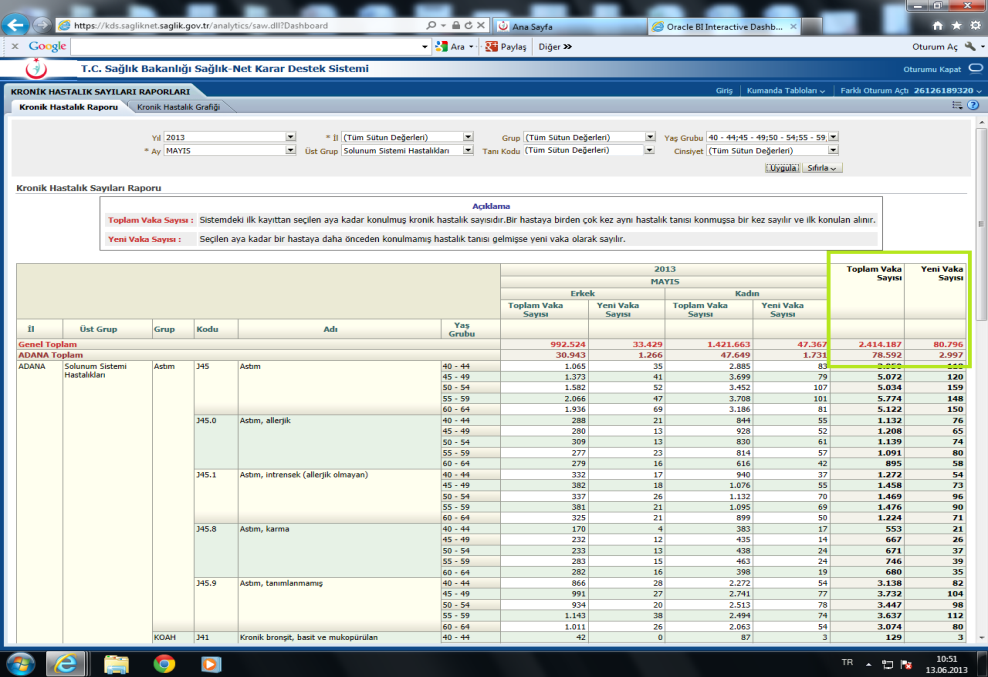 https://kds.sagliknet.saglik.gov.tr/analytics/saw.dll?Dashboard
Ana Sayfa
Oracle BI Interactive Dashb...
x Google Ara Paylaş Diğer »
Oturum Aç
T.C. Sağlık Bakanlığı Sağlık-Net Karar Destek Sistemi
Oturumu Kapat
KRONİK HASTALIK SAYILARI RAPORLARI
Giriş Kumanda Tabloları Farklı Oturum Açtı 26126189320
Kronik Hastalık Raporu Kronik Hastalık Grafiği
Yıl 2013 * İl (Tüm Sütun Değerleri) Grup (Tüm Sütun Değerleri) Yaş Grubu 40 - 44;45 - 49;50 - 54;55 - 59
* Ay MAYIS Üst Grup Solunum Sistemi Hastalıkları Tanı Kodu (Tüm Sütun Değerleri) Cinsiyet (Tüm Sütun Değerleri)
Uygula Sıfırla
Kronik Hastalık Sayıları Raporu
Açıklama
Toplam Vaka Sayısı : Sistemdeki ilk kayıttan seçilen aya kadar konulmuş kronik hastalık sayısıdır.Bir hastaya birden çok kez aynı hastalık tanısı konmuşsa bir kez sayılır ve ilk konulan alınır.
Yeni Vaka Sayısı : Seçilen aya kadar bir hastaya daha önceden konulmamış hastalık tanısı gelmişse yeni vaka olarak sayılır.
2013 Toplam Vaka Sayısı Yeni Vaka Sayısı
MAYIS
Erkek Kadın
Toplam Vaka Sayısı Yeni Vaka Sayısı Toplam Vaka Sayısı Yeni Vaka Sayısı
İl Üst Grup Grup Kodu Adı Yaş Grubu
Genel Toplam 992.524 33.429 1.421.663 47.367 2.414.187 80.796
ADANA Toplam 30.943 1.266 47.649 1.731 78.592 2.997
ADANA Solunum Sistemi Hastalıkları Astım J45 Astım 40 - 44 1.065 35 2.885 83
45 - 49 1.373 41 3.699 79 5.072 120
50 - 54 1.582 52 3.452 107 5.034 159
55 - 59 2.066 47 3.708 101 5.774 148
60 - 64 1.936 69 3.186 81 5.122 150
J45.0 Astım, allerjik 40 - 44 288 21 844 55 1.132 76
45 - 49 280 13 928 52 1.208 65
50 - 54 309 13 830 61 1.139 74
55 - 59 277 23 814 57 1.091 80
60 - 64 279 16 616 42 895 58
J45.1 Astım, intrensek (allerjik olmayan) 40 - 44 332 17 940 37 1.272 54
45 - 49 382 18 1.076 55 1.458 73
50 - 54 337 26 1.132 70 1.469 96
55 - 59 381 21 1.095 69 1.476 90
60 - 64 325 21 899 50 1.224 71
J45.8 Astım, karma 40 - 44 170 4 383 17 553 21
45 - 49 232 12 435 14 667 26
50 - 54 233 13 438 24 671 37
55 - 59 283 15 463 24 746 39
60 - 64 282 16 398 19 680 35
J45.9 Astım, tanımlanmamış 40 - 44 866 28 2.272 54 3.138 82
45 - 49 991 27 2.741 77 3.732 104
50 - 54 934 20 2.513 78 3.447 98
55 - 59 1.143 38 2.494 74 3.637 112
60 - 64 1.011 26 2.063 54 3.074 80
KOAH J41 Kronik bronşit, basit ve mukopürülan 40 - 44 42 0 87 3 129 3
TR 10:51
13.06.2013